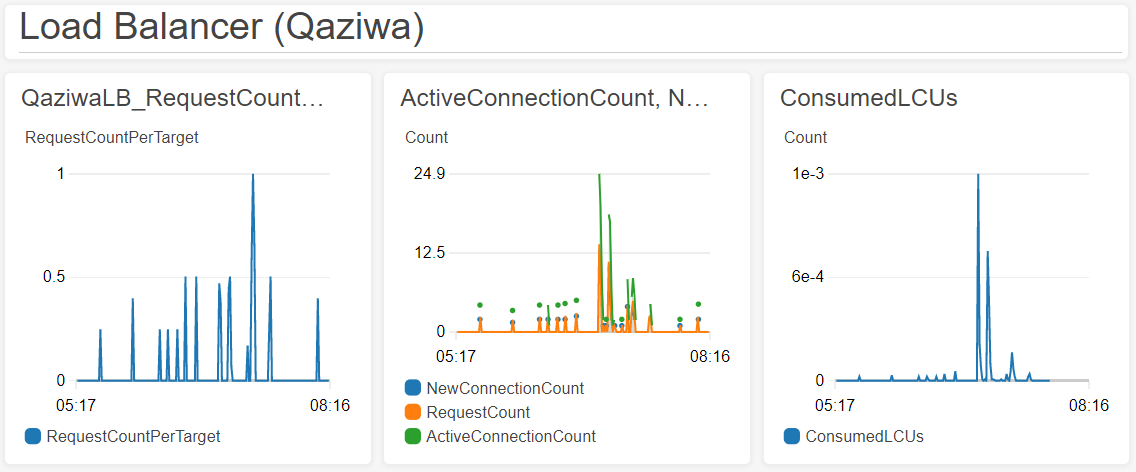 Load Balancer (Qaziwa)
QaziwaLB_RequestCount…
RequestCountPerTarget
1
0.5
0
05:17 08:16
RequestCountPerTarget
ActiveConnectionCount, N…
Count
24.9
12.5
0
05:17 08:16
NewConnectionCount
RequestCount
ActiveConnectionCount
ConsumedLCUs
Count
1e-3
6e-4
0
05:17 08:16
ConsumedLCUs